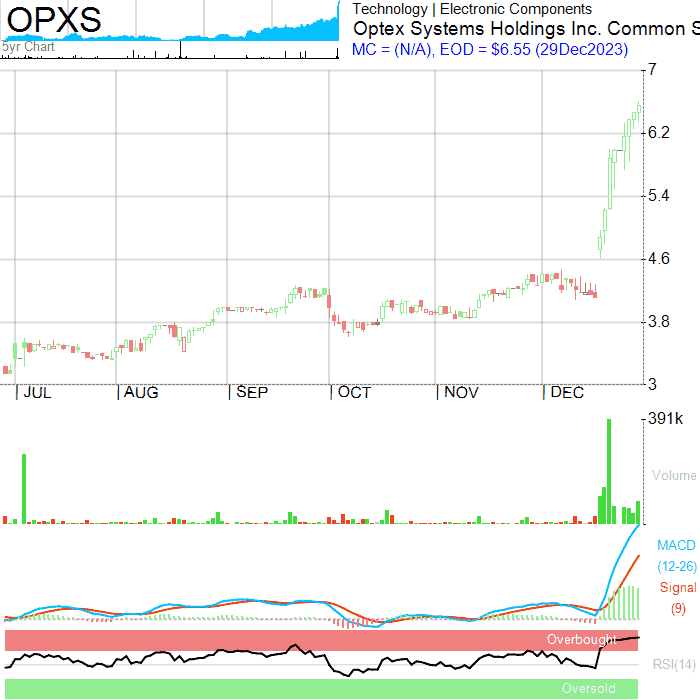 OPXS
5yr Chart
Technology | Electronic Components
Optex Systems Holdings Inc. Common S
MC = (N/A), EOD = $6.55 (29Dec2023)
7
6.2
5.4
4.6
3.8
3
JUL AUG SEP OCT NOV DEC
391k
Volume
MACD
(12-26)
Signal
(9)
Overbought
RSI(14)
Oversold